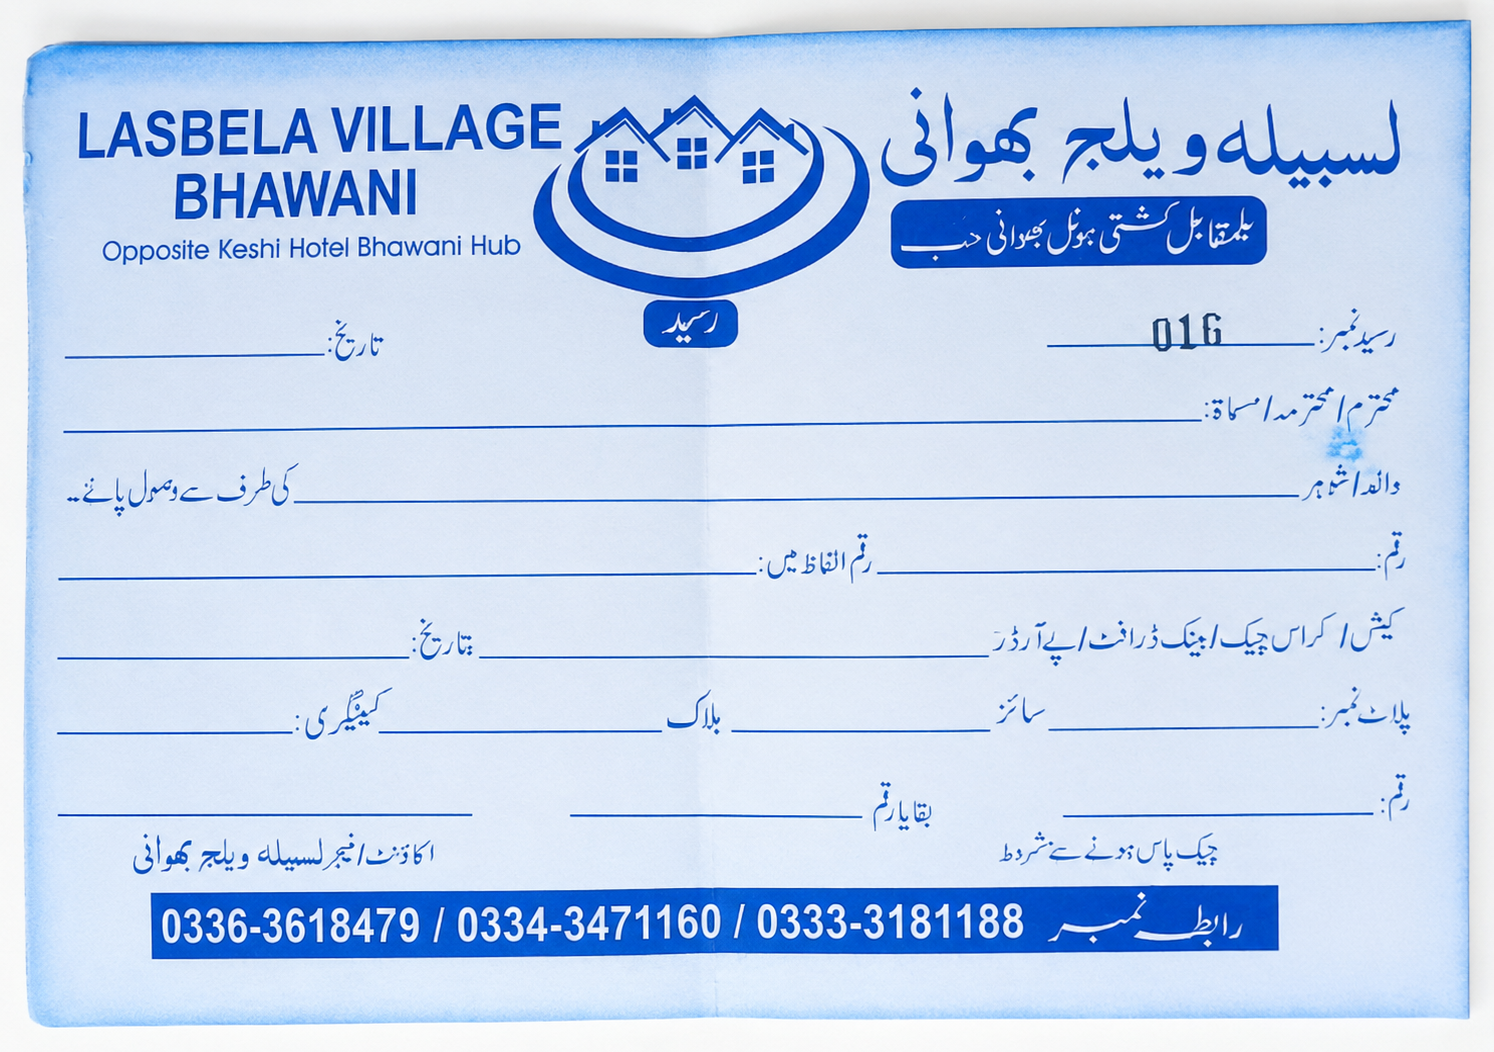 LASBELA VILLAGE
BHAWANI
Opposite Keshi Hotel Bhawani Hub
لسبیلہ ویلج بھوانی
بلمقابل کشتی ہوٹل بھوانی حب
رسید
رسید نمبر: 016 تاریخ:
محترم/محترمہ/مسماة:
والد/شوہر کی طرف سے وصول پائے۔۔
رقم: رقم الفاظ میں:
کیش/ کراس چیک/بینک ڈرافٹ/پے آرڈر بتاریخ:
پلاٹ نمبر: سائز بلاک کیٹیگری:
رقم: بقایا رقم
چیک پاس ہونے سے مشروط اکاؤنٹ/منیجر لسبیلہ ویلج بھوانی
رابطہ نمبر 0336-3618479 / 0334-3471160 / 0333-3181188